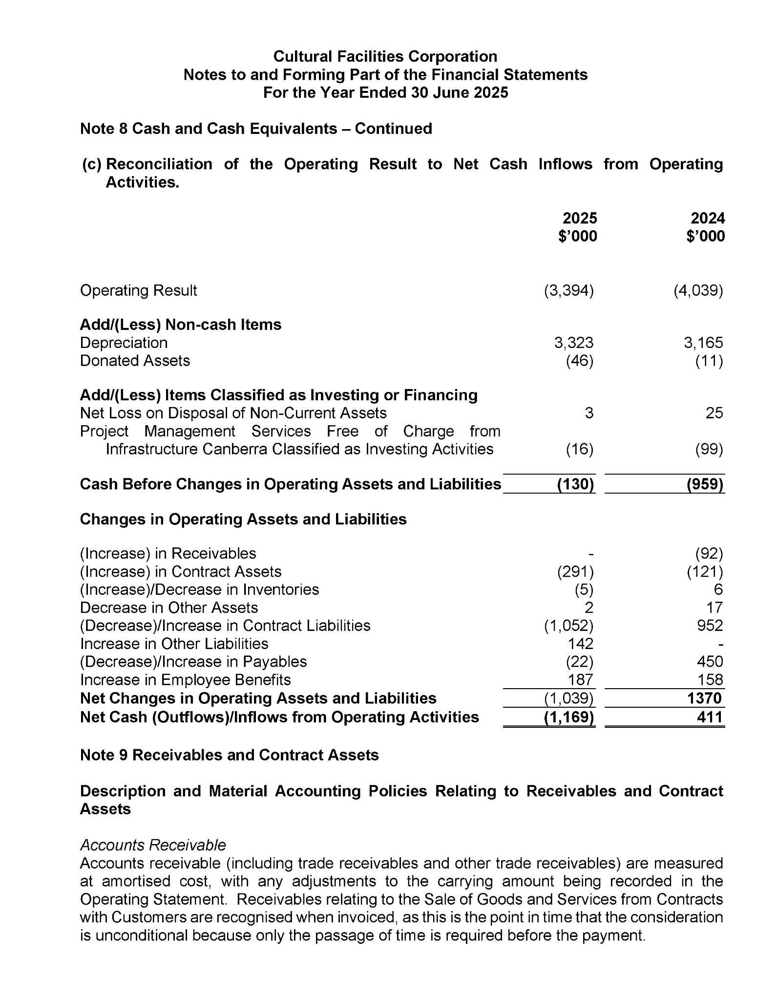 Cultural Facilities Corporation
Notes to and Forming Part of the Financial Statements
For the Year Ended 30 June 2025
Note 8 Cash and Cash Equivalents – Continued
(c) Reconciliation of the Operating Result to Net Cash Inflows from Operating
Activities.
2025 2024
$’000 $’000
Operating Result (3,394) (4,039)
Add/(Less) Non-cash Items
Depreciation 3,323 3,165
Donated Assets (46) (11)
Add/(Less) Items Classified as Investing or Financing
Net Loss on Disposal of Non-Current Assets 3 25
Project Management Services Free of Charge from
Infrastructure Canberra Classified as Investing Activities (16) (99)
Cash Before Changes in Operating Assets and Liabilities (130) (959)
Changes in Operating Assets and Liabilities
(Increase) in Receivables - (92)
(Increase) in Contract Assets (291) (121)
(Increase)/Decrease in Inventories (5) 6
Decrease in Other Assets 2 17
(Decrease)/Increase in Contract Liabilities (1,052) 952
Increase in Other Liabilities 142 -
(Decrease)/Increase in Payables (22) 450
Increase in Employee Benefits 187 158
Net Changes in Operating Assets and Liabilities (1,039) 1370
Net Cash (Outflows)/Inflows from Operating Activities (1,169) 411
Note 9 Receivables and Contract Assets
Description and Material Accounting Policies Relating to Receivables and Contract
Assets
Accounts Receivable
Accounts receivable (including trade receivables and other trade receivables) are measured
at amortised cost, with any adjustments to the carrying amount being recorded in the
Operating Statement. Receivables relating to the Sale of Goods and Services from Contracts
with Customers are recognised when invoiced, as this is the point in time that the consideration
is unconditional because only the passage of time is required before the payment.